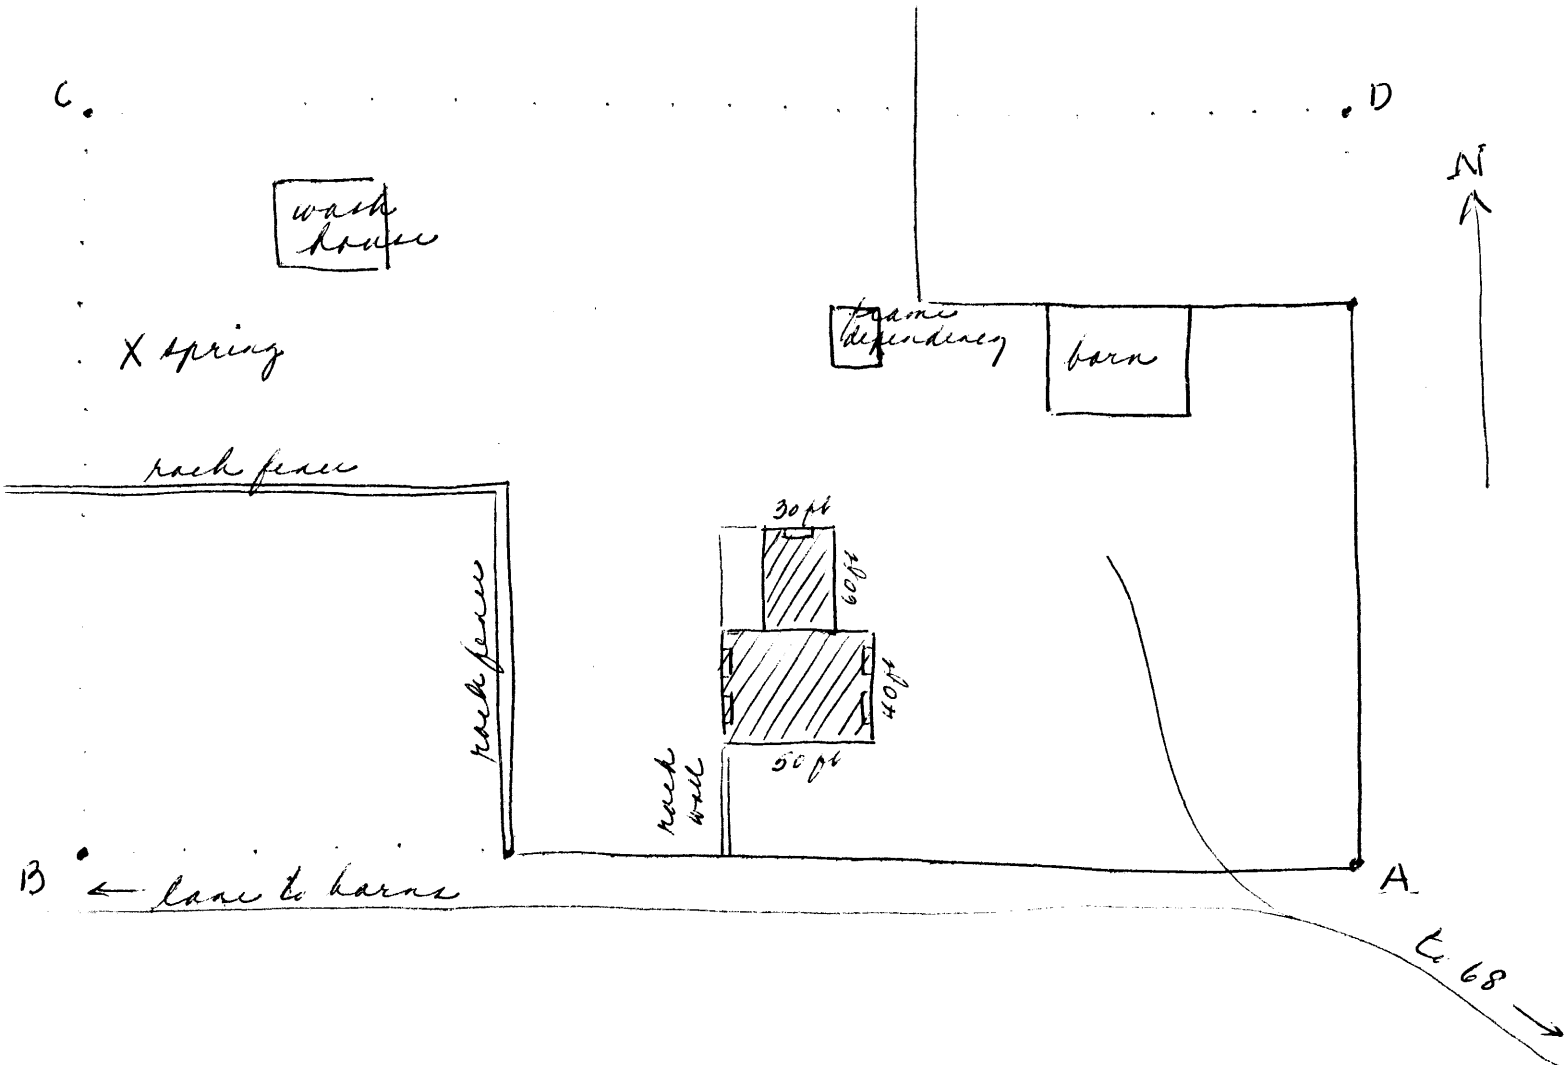 C
D
N
wash
house
frame
dependency
barn
X spring
rock fence
30 ft
60 ft
rock fence
40 ft
50 ft
rock
wall
B
← lane to barns
A
to 68 →